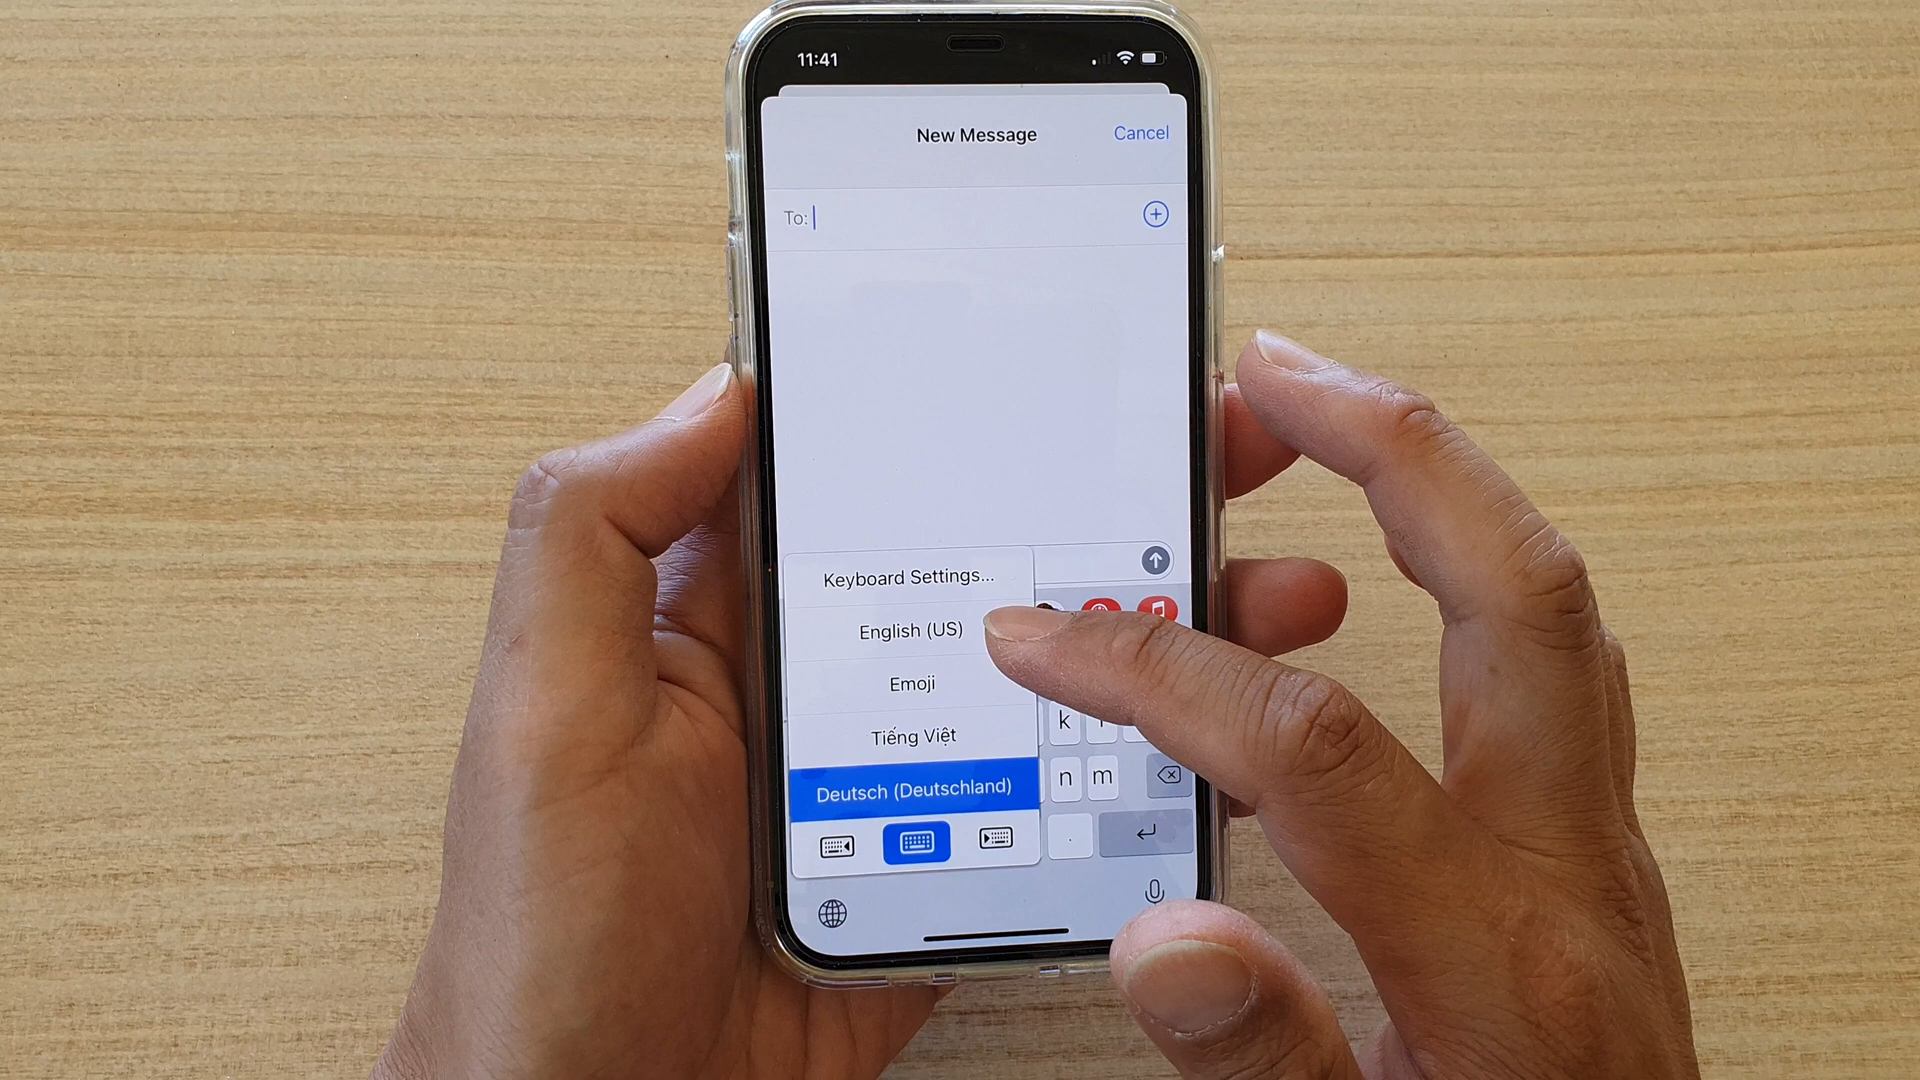 11:41
New Message
Cancel
To:
Keyboard Settings...
English (US)
Emoji
Tiếng Việt
Deutsch (Deutschland)
k
n m
.